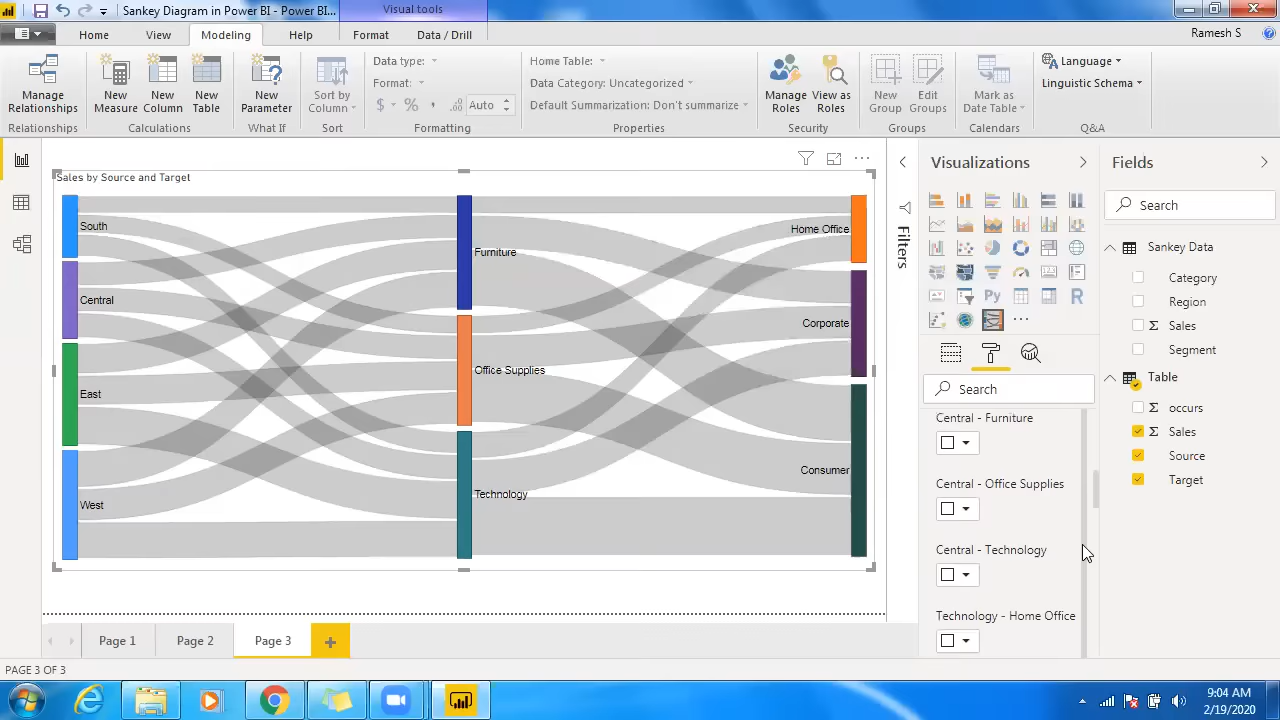 Sankey Diagram in Power BI - Power BI...
Visual tools
Home
View
Modeling
Help
Format
Data / Drill
Ramesh S
Manage
Relationships
Relationships
New
Measure
New
Column
New
Table
Calculations
New
Parameter
What If
Sort by
Column
Sort
Data type:
Format:
$ % , .00 Auto
Formatting
Home Table:
Data Category: Uncategorized
Default Summarization: Don't summarize
Properties
Manage
Roles
View as
Roles
Security
New
Group
Edit
Groups
Groups
Mark as
Date Table
Calendars
Language
Linguistic Schema
Q&A
Sales by Source and Target
South
Central
East
West
Furniture
Office Supplies
Technology
Home Office
Corporate
Consumer
Filters
Visualizations
Py
R
Search
Central - Furniture
Central - Office Supplies
Central - Technology
Technology - Home Office
Fields
Search
Sankey Data
Category
Region
Σ Sales
Segment
Table
Σ occurs
Σ Sales
Source
Target
Page 1
Page 2
Page 3
PAGE 3 OF 3
9:04 AM
2/19/2020